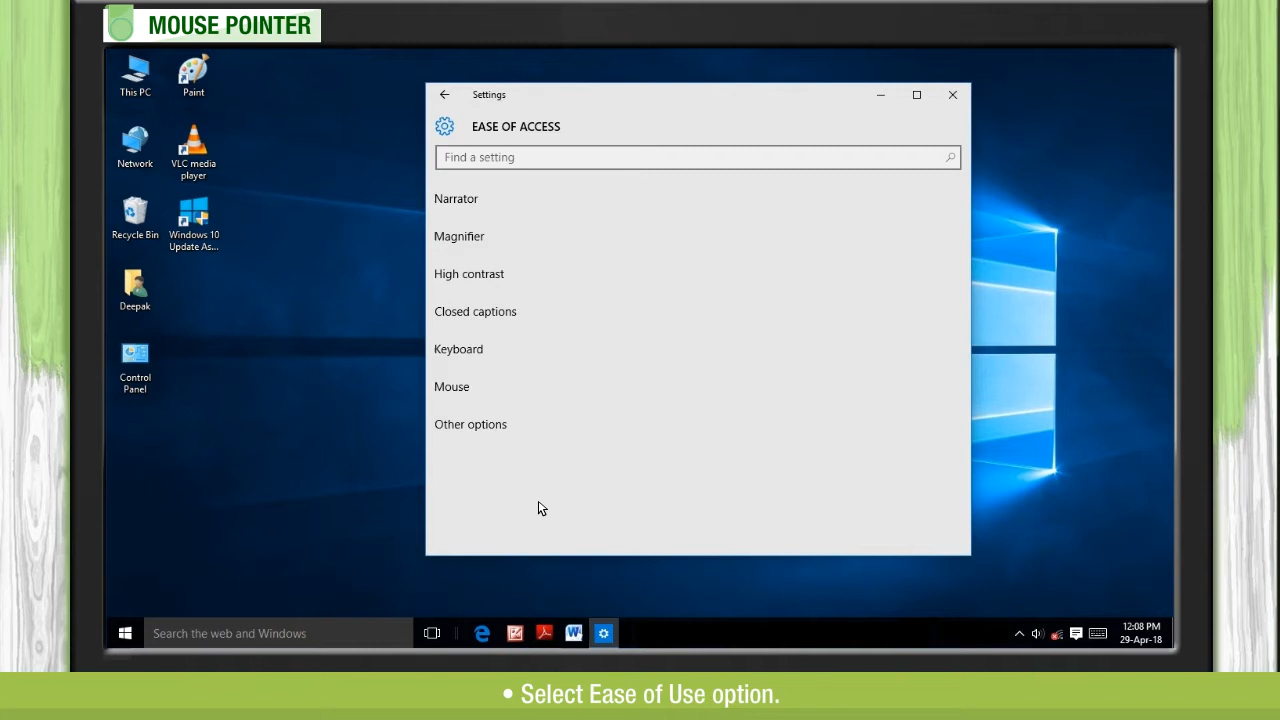 MOUSE POINTER
This PC
Paint
Network
VLC media
player
Recycle Bin
Windows 10
Update As...
Deepak
Control
Panel
Settings
EASE OF ACCESS
Find a setting
Narrator
Magnifier
High contrast
Closed captions
Keyboard
Mouse
Other options
Search the web and Windows
12:08 PM
29-Apr-18
• Select Ease of Use option.